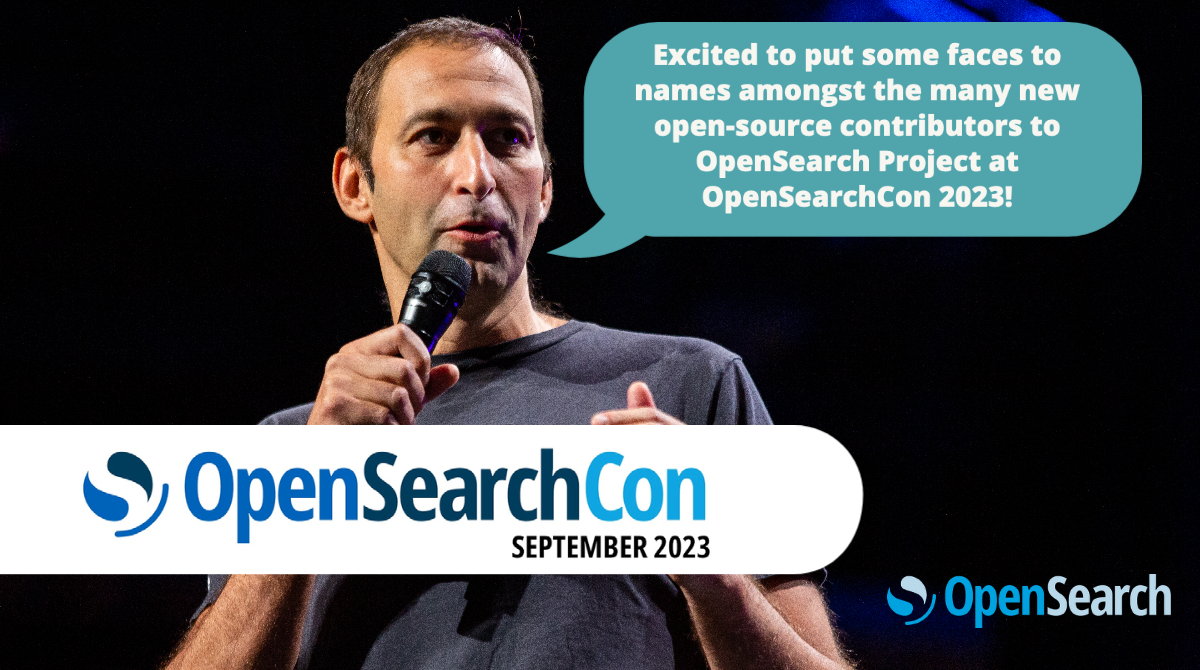 Excited to put some faces to
names amongst the many new
open-source contributors to
OpenSearch Project at
OpenSearchCon 2023!
OpenSearchCon
SEPTEMBER 2023
OpenSearch